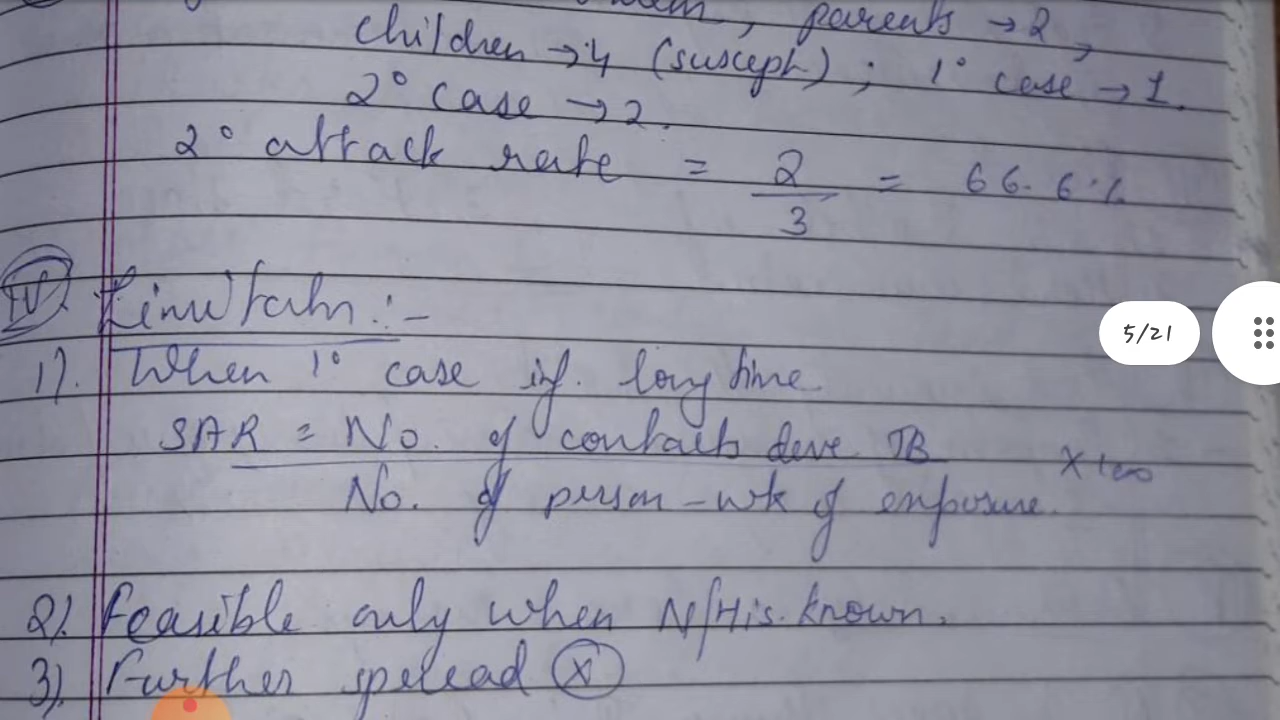 parents → 2,
children → 4 (suscept.) ; 1° case → 1.
2° case → 2.
2° attack rate = 2/3 = 66.6%
IV Limitatn :-
1). When 1° case inf. long time
SAR = No. of contacts deve. TB
× 100
No. of person-wk of exposure.
2). Feasible only when N/His. known.
3). Further spread (X)
5/21